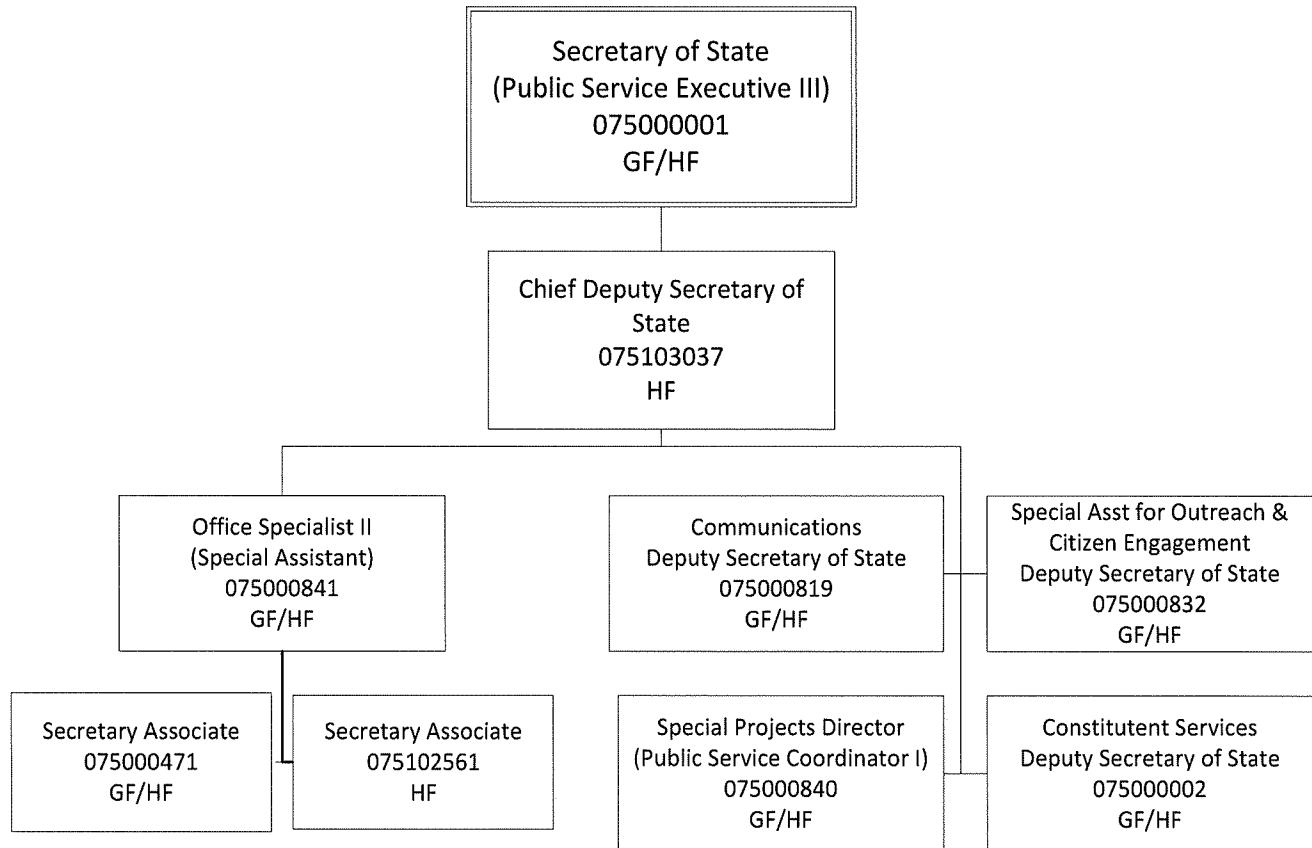 Secretary of State
(Public Service Executive III)
075000001
GF/HF
Chief Deputy Secretary of
State
075103037
HF
Office Specialist II
(Special Assistant)
075000841
GF/HF
Communications
Deputy Secretary of State
075000819
GF/HF
Special Asst for Outreach &
Citizen Engagement
Deputy Secretary of State
075000832
GF/HF
Secretary Associate
075000471
GF/HF
Secretary Associate
075102561
HF
Special Projects Director
(Public Service Coordinator I)
075000840
GF/HF
Constitutent Services
Deputy Secretary of State
075000002
GF/HF